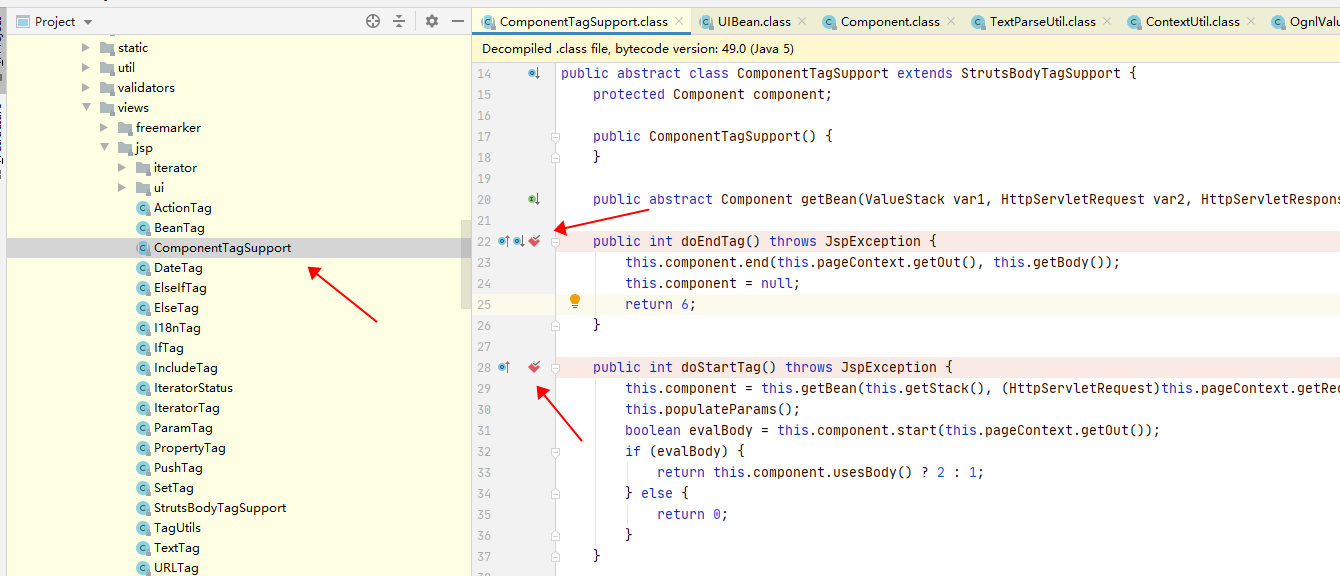 Project
static
util
validators
views
freemarker
jsp
iterator
ui
ActionTag
BeanTag
ComponentTagSupport
DateTag
ElseIfTag
ElseTag
I18nTag
IfTag
IncludeTag
IteratorStatus
IteratorTag
ParamTag
PropertyTag
PushTag
SetTag
StrutsBodyTagSupport
TagUtils
TextTag
URLTag
ComponentTagSupport.class UIBean.class Component.class TextParseUtil.class ContextUtil.class OgnlValu
Decompiled .class file, bytecode version: 49.0 (Java 5)
14 public abstract class ComponentTagSupport extends StrutsBodyTagSupport {
15 protected Component component;
16
17 public ComponentTagSupport() {
18 }
19
20 public abstract Component getBean(ValueStack var1, HttpServletRequest var2, HttpServletRespons
21
22 public int doEndTag() throws JspException {
23 this.component.end(this.pageContext.getOut(), this.getBody());
24 this.component = null;
25 return 6;
26 }
27
28 public int doStartTag() throws JspException {
29 this.component = this.getBean(this.getStack(), (HttpServletRequest)this.pageContext.getReq
30 this.populateParams();
31 boolean evalBody = this.component.start(this.pageContext.getOut());
32 if (evalBody) {
33 return this.component.usesBody() ? 2 : 1;
34 } else {
35 return 0;
36 }
37 }